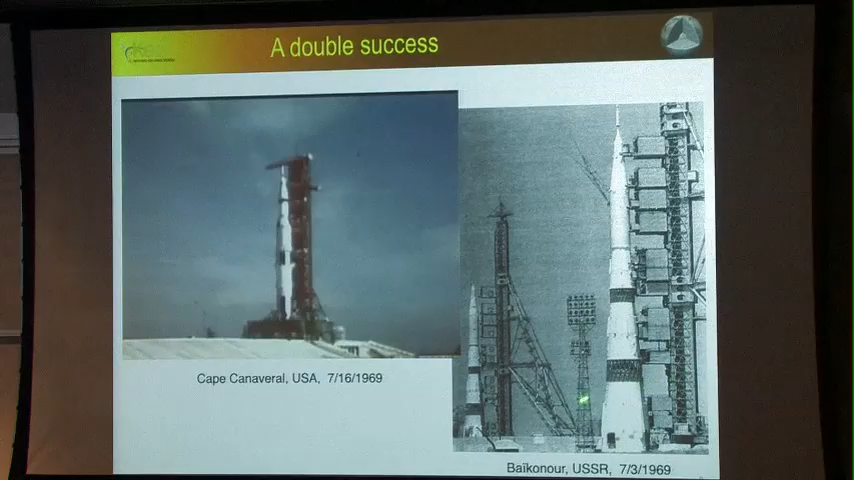 A double success
Cape Canaveral, USA, 7/16/1969
Baïkonour, USSR, 7/3/1969